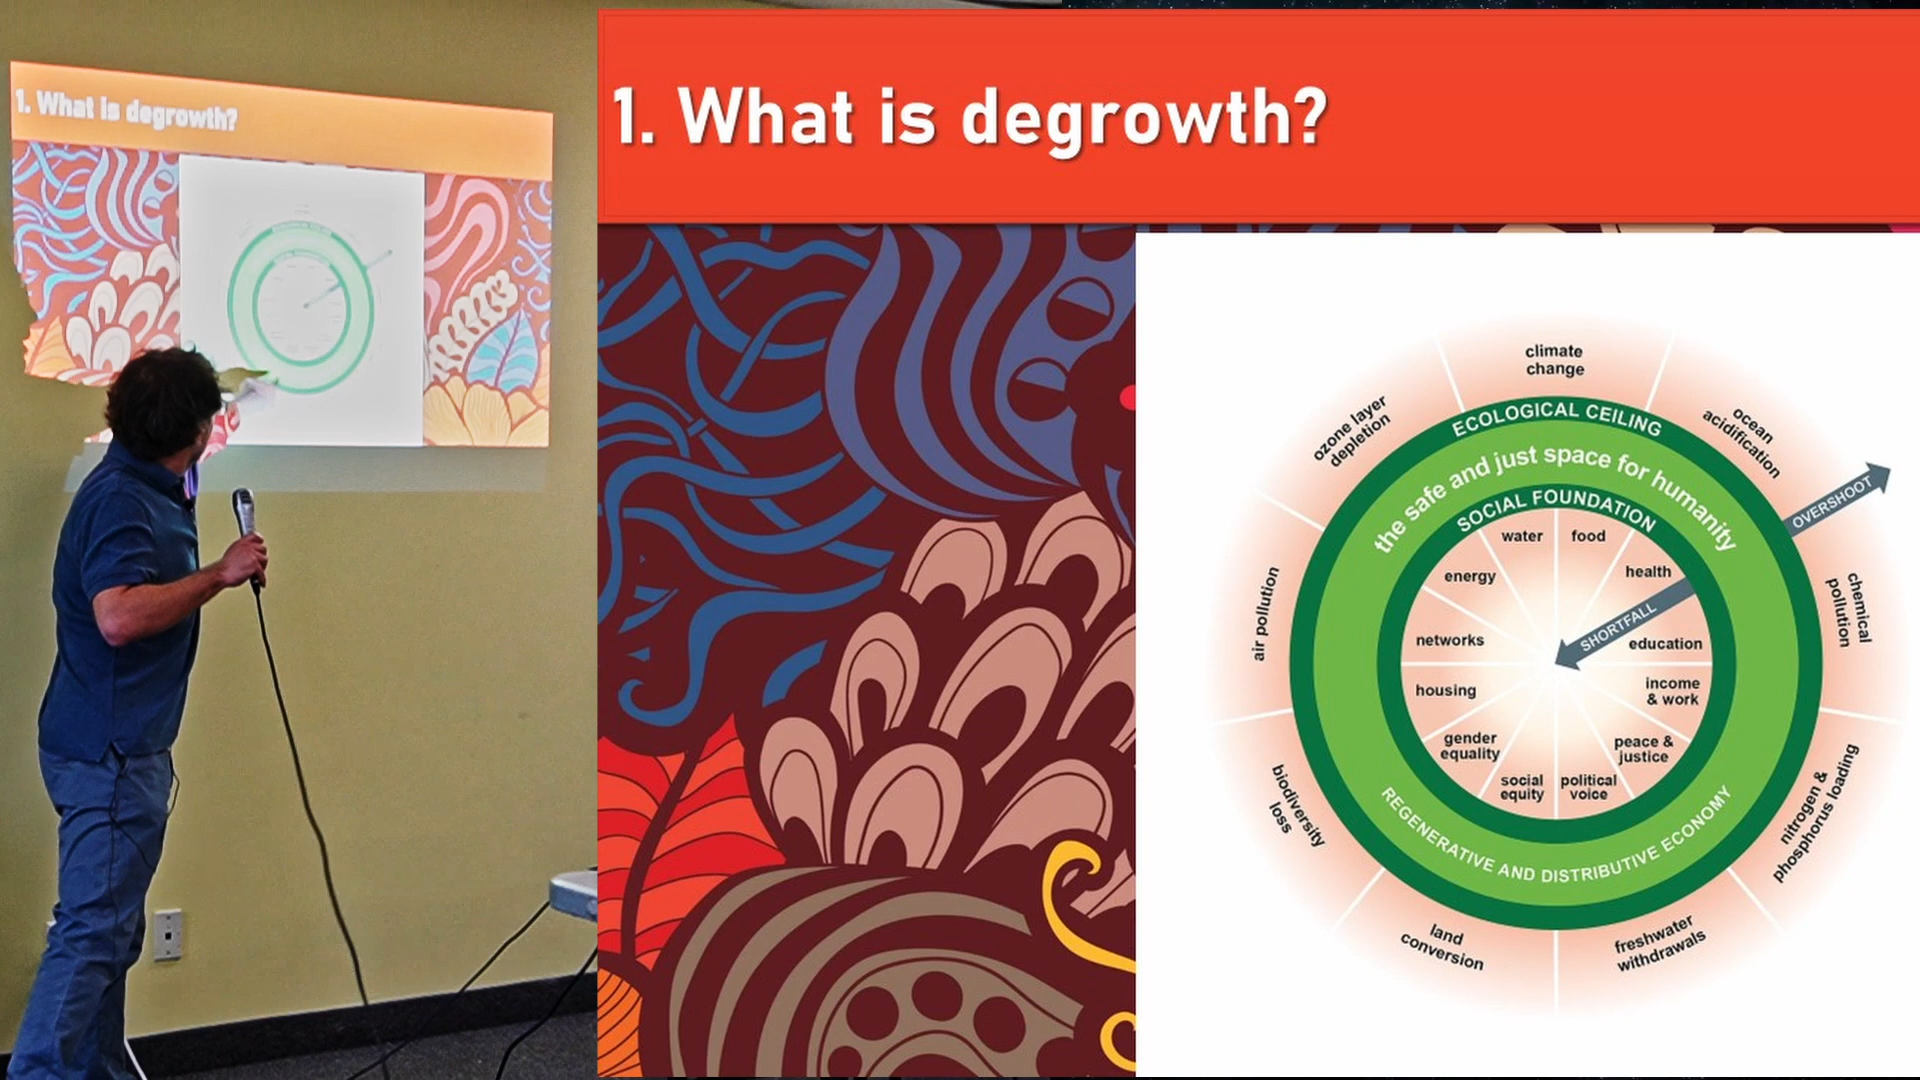 1. What is degrowth?
1. What is degrowth?
climate
change
ozone layer
depletion
ocean
acidification
ECOLOGICAL CEILING
the safe and just space for humanity
SOCIAL FOUNDATION
OVERSHOOT
water
food
energy
health
SHORTFALL
air pollution
chemical
pollution
networks
education
housing
income
& work
gender
equality
peace &
justice
social
equity
political
voice
REGENERATIVE AND DISTRIBUTIVE ECONOMY
biodiversity
loss
nitrogen &
phosphorus loading
land
conversion
freshwater
withdrawals